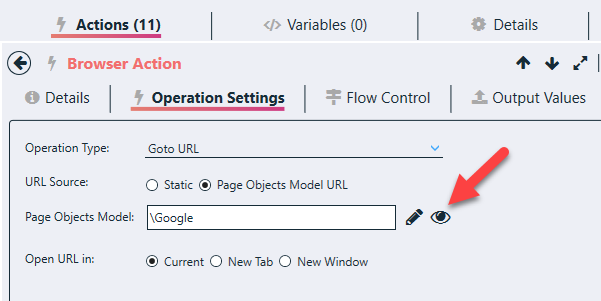 Actions (11) Variables (0) Details
Browser Action
Details Operation Settings Flow Control Output Values
Operation Type: Goto URL
URL Source: Static Page Objects Model URL
Page Objects Model: \Google
Open URL in: Current New Tab New Window